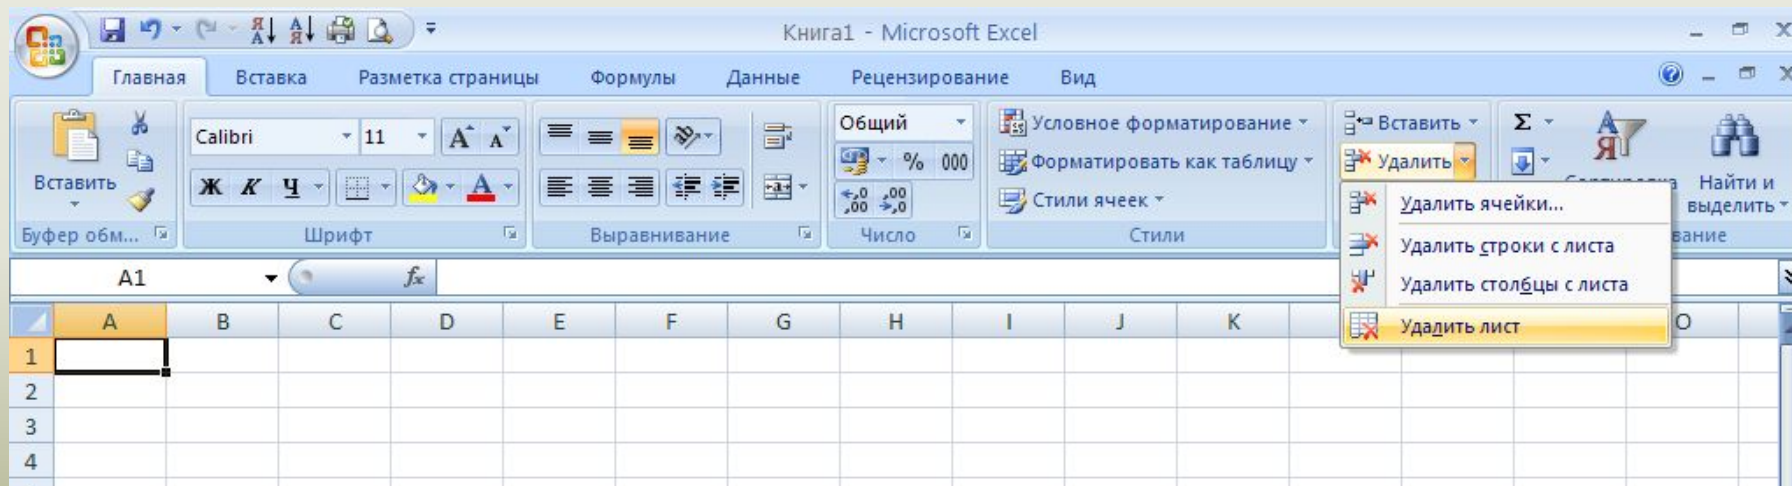 Книга1 - Microsoft Excel
Главная Вставка Разметка страницы Формулы Данные Рецензирование Вид
Вставить
Буфер обм...
Calibri 11
Ж К Ч
Шрифт
Выравнивание
Общий
% 000
Число
Условное форматирование
Форматировать как таблицу
Стили ячеек
Стили
Вставить
Удалить
Σ
Найти и
выделить
Удалить ячейки...
Удалить строки с листа
Удалить столбцы с листа
Удалить лист
A1 fx
A B C D E F G H I J K O
1
2
3
4